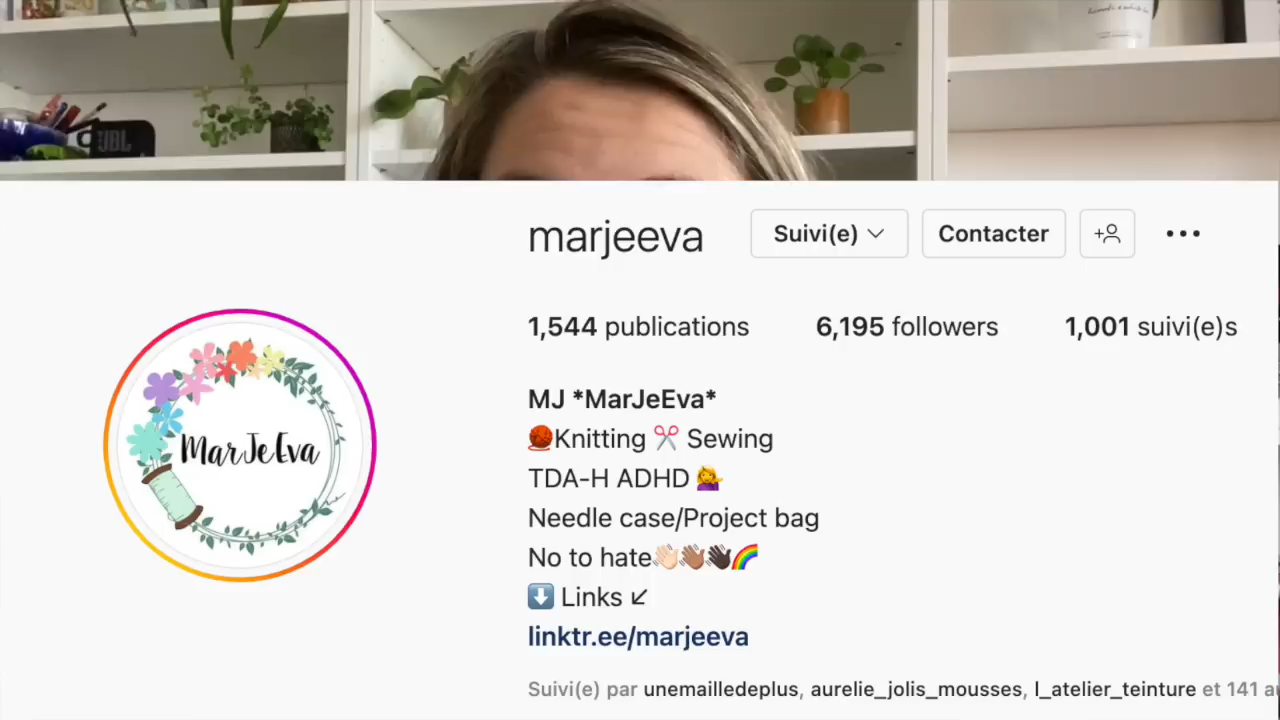 JBL
marjeeva
Suivi(e)
Contacter
1,544 publications
6,195 followers
1,001 suivi(e)s
MarJeEva
MJ *MarJeEva*
🧶Knitting ✂️ Sewing
TDA-H ADHD 💁‍♀️
Needle case/Project bag
No to hate👋🏻👋🏽👋🏿🌈
⬇️ Links ↙
linktr.ee/marjeeva
Suivi(e) par unemailledeplus, aurelie_jolis_mousses, l_atelier_teinture et 141 a